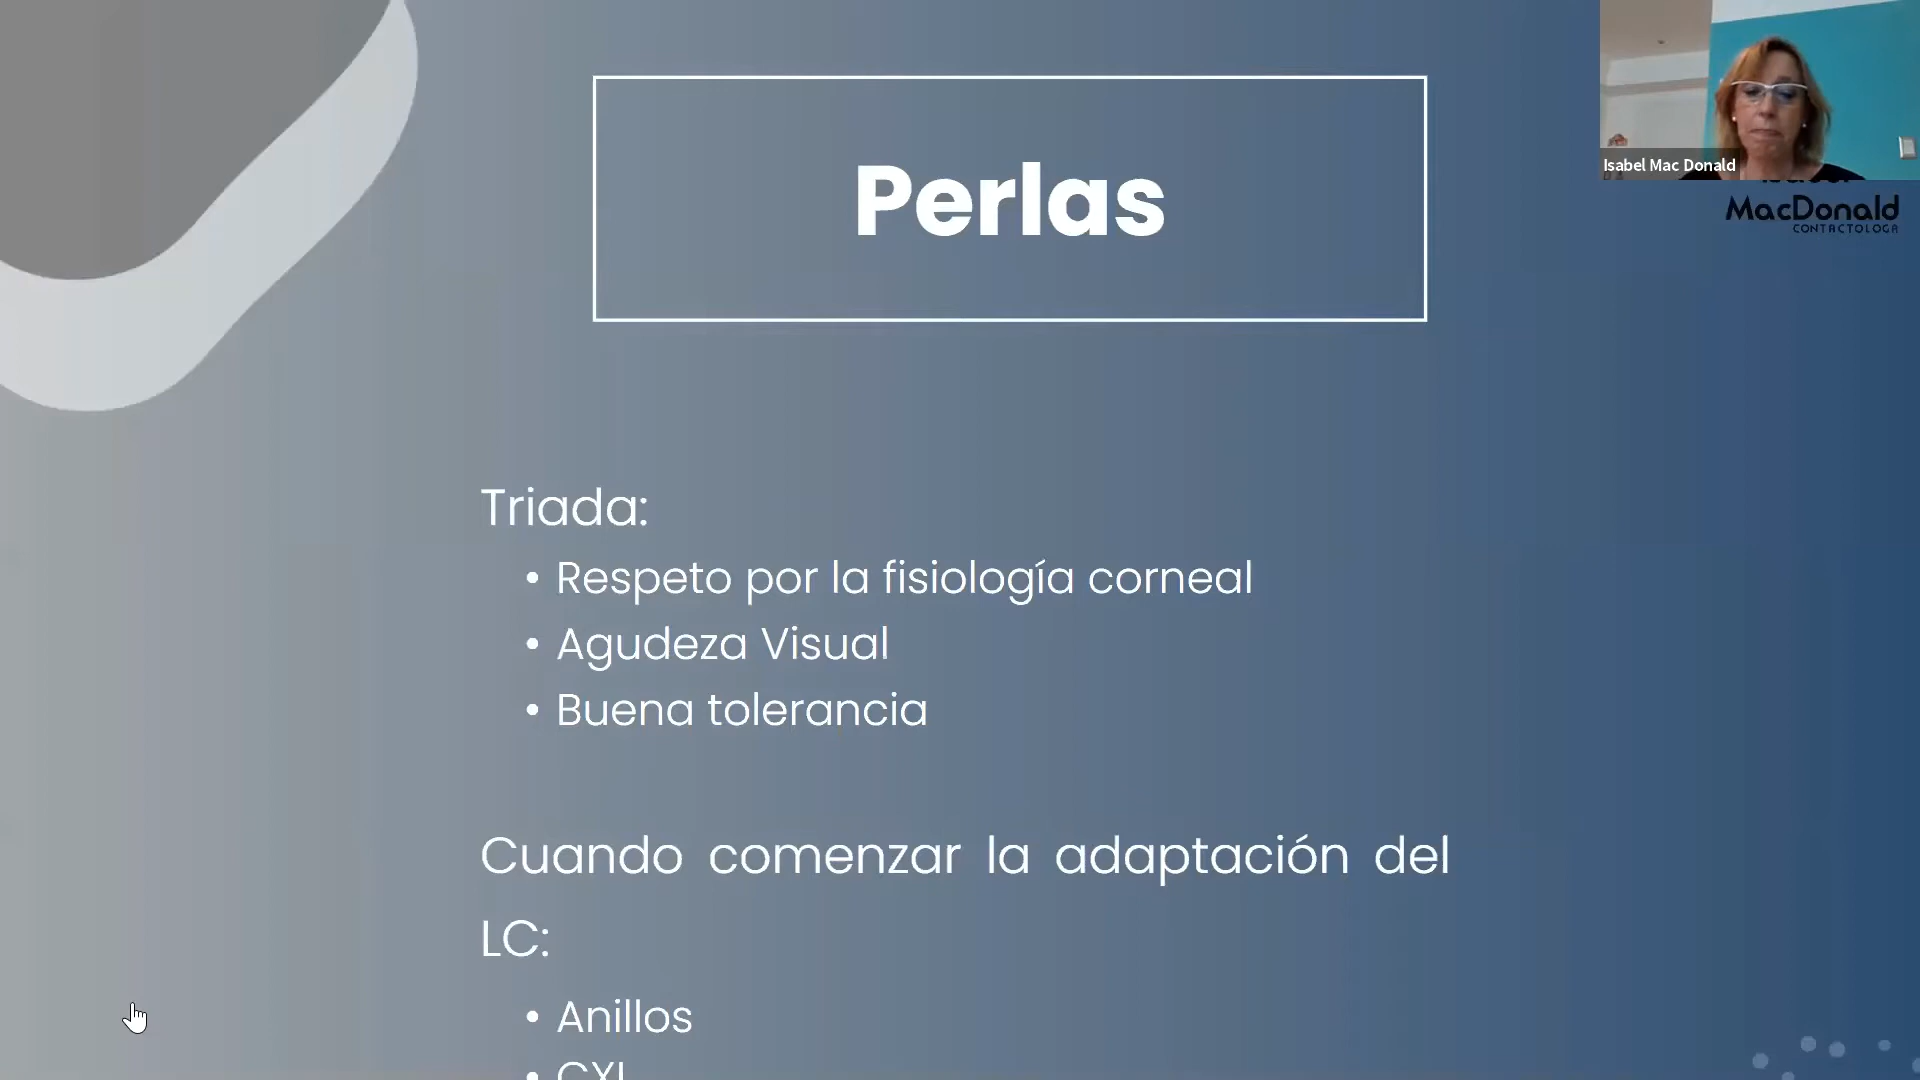 Perlas
Isabel Mac Donald
MacDonald
CONTACTOLOGA
Triada:
• Respeto por la fisiología corneal
• Agudeza Visual
• Buena tolerancia
Cuando comenzar la adaptación del
LC:
• Anillos
• CXL